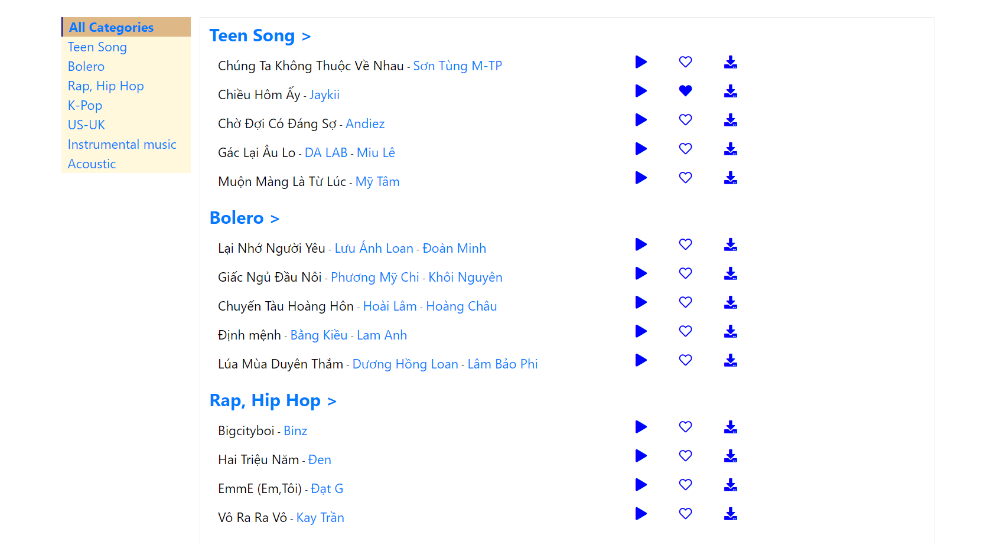 All Categories
Teen Song
Bolero
Rap, Hip Hop
K-Pop
US-UK
Instrumental music
Acoustic
Teen Song >
Chúng Ta Không Thuộc Về Nhau - Sơn Tùng M-TP
Chiều Hôm Ấy - Jaykii
Chờ Đợi Có Đáng Sợ - Andiez
Gác Lại Âu Lo - DA LAB - Miu Lê
Muộn Màng Là Từ Lúc - Mỹ Tâm
Bolero >
Lại Nhớ Người Yêu - Lưu Ánh Loan - Đoàn Minh
Giấc Ngủ Đầu Nôi - Phương Mỹ Chi - Khôi Nguyên
Chuyến Tàu Hoàng Hôn - Hoài Lâm - Hoàng Châu
Định mệnh - Bằng Kiều - Lam Anh
Lúa Mùa Duyên Thắm - Dương Hồng Loan - Lâm Bảo Phi
Rap, Hip Hop >
Bigcityboi - Binz
Hai Triệu Năm - Đen
EmmE (Em,Tôi) - Đạt G
Vô Ra Ra Vô - Kay Trần